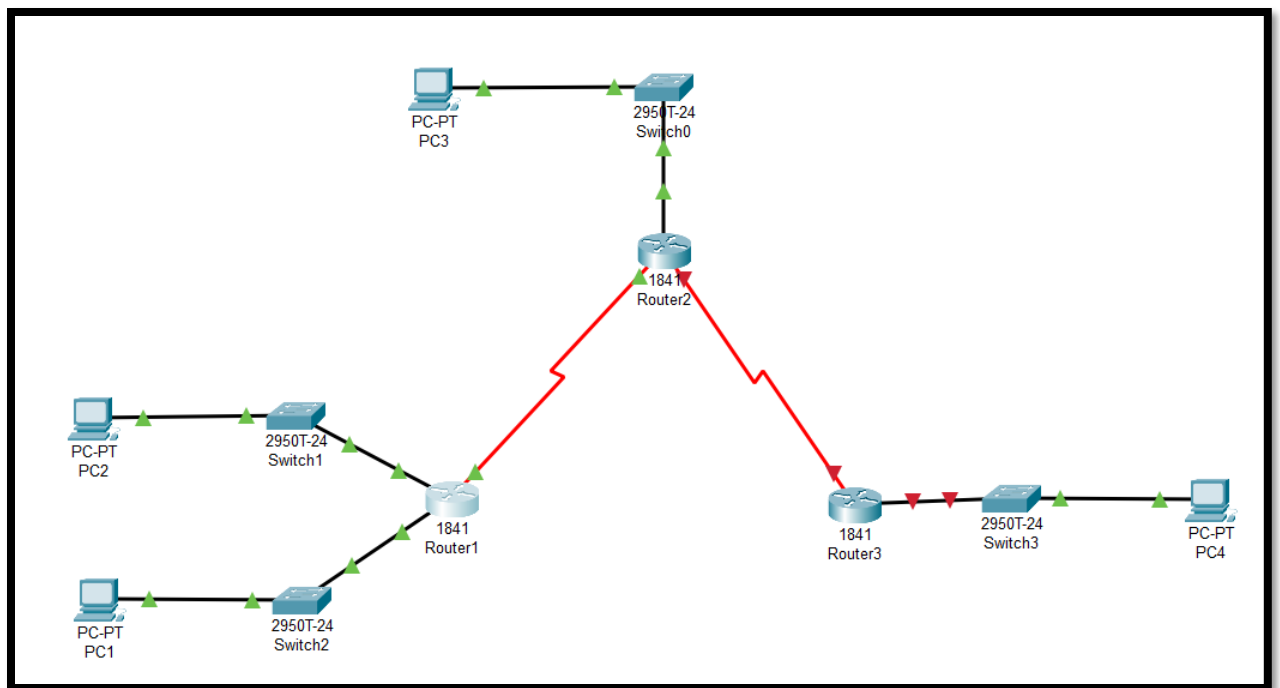 PC-PT
PC3
2950T-24
Switch0
1841
Router2
PC-PT
PC2
2950T-24
Switch1
1841
Router1
PC-PT
PC1
2950T-24
Switch2
1841
Router3
2950T-24
Switch3
PC-PT
PC4